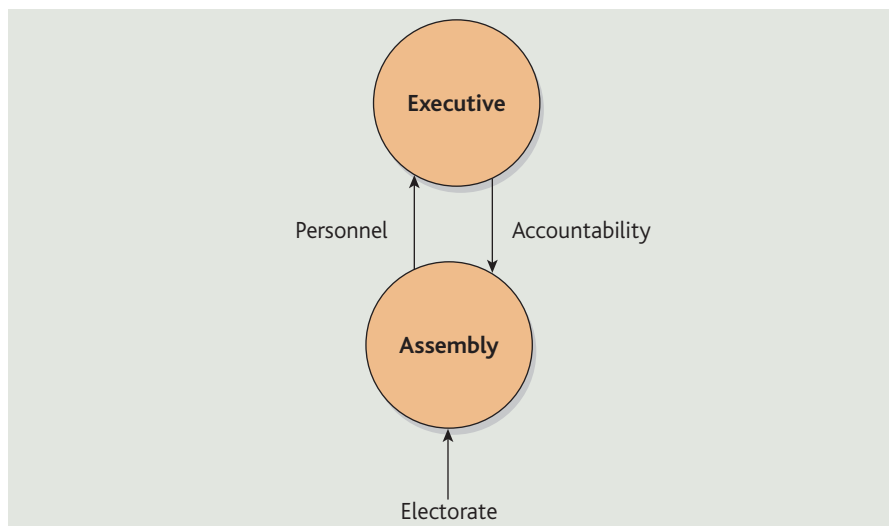 Executive
Personnel
Accountability
Assembly
Electorate